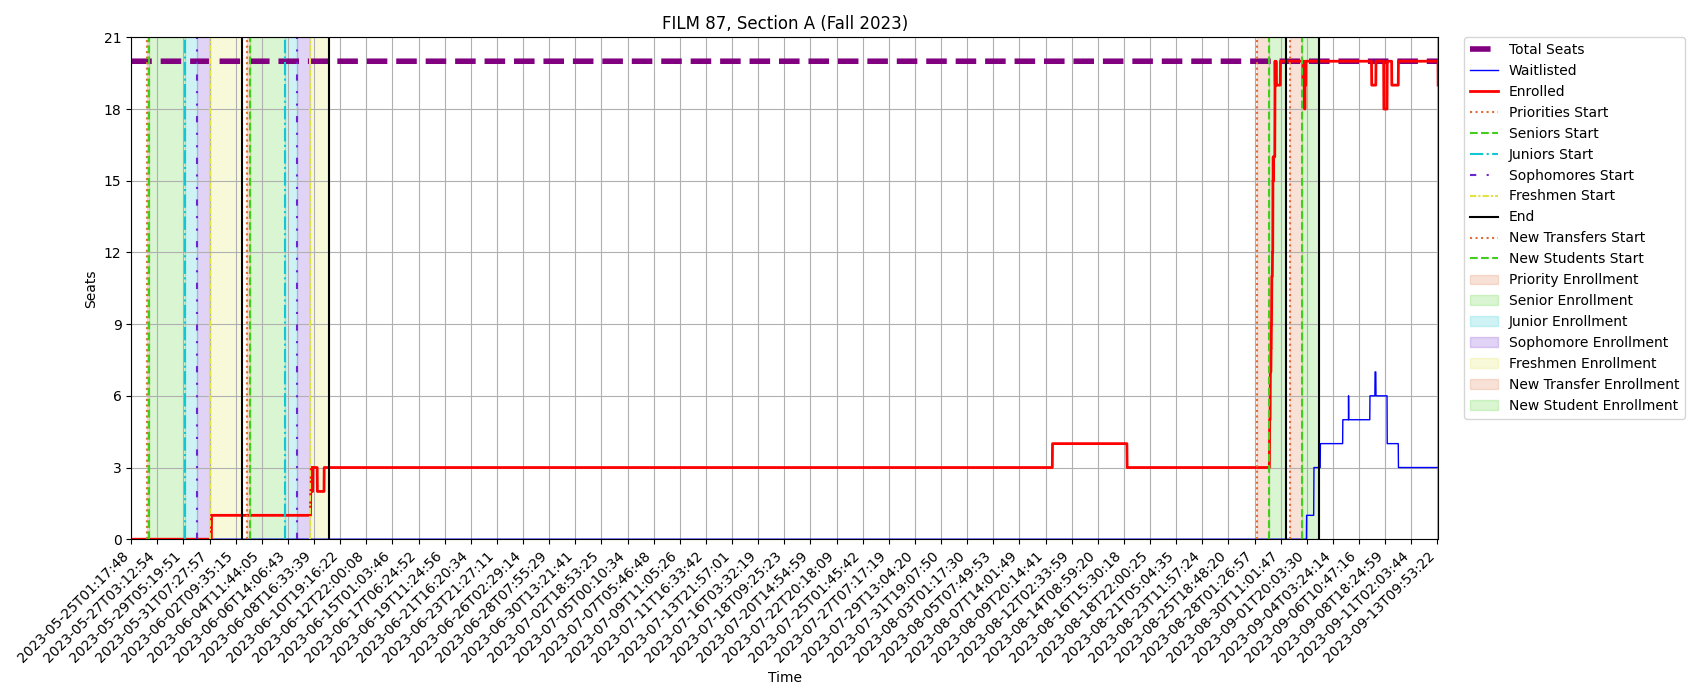 FILM 87, Section A (Fall 2023)
21
18
15
12
9
6
3
0
Seats
2023-05-25T01:17:48
2023-05-27T03:12:54
2023-05-29T05:19:51
2023-05-31T07:27:57
2023-06-02T09:35:15
2023-06-04T11:44:05
2023-06-06T14:06:43
2023-06-08T16:33:39
2023-06-10T19:16:22
2023-06-12T22:00:08
2023-06-15T01:03:46
2023-06-17T06:24:52
2023-06-19T11:24:56
2023-06-21T16:20:34
2023-06-23T21:27:11
2023-06-26T02:29:14
2023-06-28T07:55:29
2023-06-30T13:21:41
2023-07-02T18:53:25
2023-07-05T00:10:34
2023-07-07T05:46:48
2023-07-09T11:05:26
2023-07-11T16:33:42
2023-07-13T21:57:01
2023-07-16T03:32:19
2023-07-18T09:25:23
2023-07-20T14:54:59
2023-07-22T20:18:09
2023-07-25T01:45:42
2023-07-27T07:17:19
2023-07-29T13:04:20
2023-07-31T19:07:50
2023-08-03T01:17:30
2023-08-05T07:49:53
2023-08-07T14:01:49
2023-08-09T20:14:41
2023-08-12T02:33:59
2023-08-14T08:59:20
2023-08-16T15:30:18
2023-08-18T22:00:25
2023-08-21T05:04:35
2023-08-23T11:57:24
2023-08-25T18:48:20
2023-08-28T01:26:57
2023-08-30T11:01:47
2023-09-01T20:03:30
2023-09-04T03:24:14
2023-09-06T10:47:16
2023-09-08T18:24:59
2023-09-11T02:03:44
2023-09-13T09:53:22
Time
Total Seats
Waitlisted
Enrolled
Priorities Start
Seniors Start
Juniors Start
Sophomores Start
Freshmen Start
End
New Transfers Start
New Students Start
Priority Enrollment
Senior Enrollment
Junior Enrollment
Sophomore Enrollment
Freshmen Enrollment
New Transfer Enrollment
New Student Enrollment